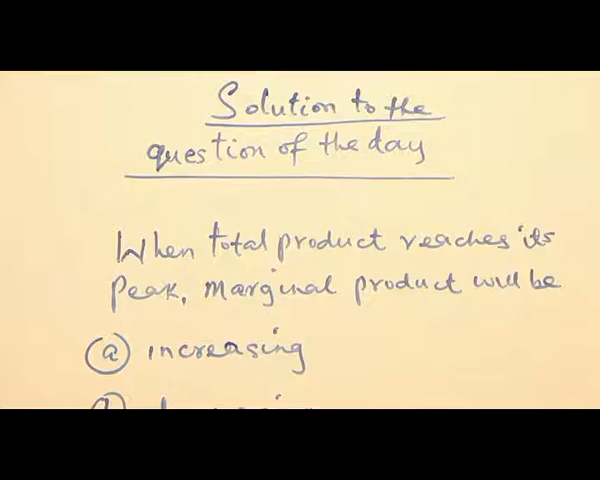 Solution to the
question of the day
When total product reaches its
Peak, marginal product will be
(a) increasing